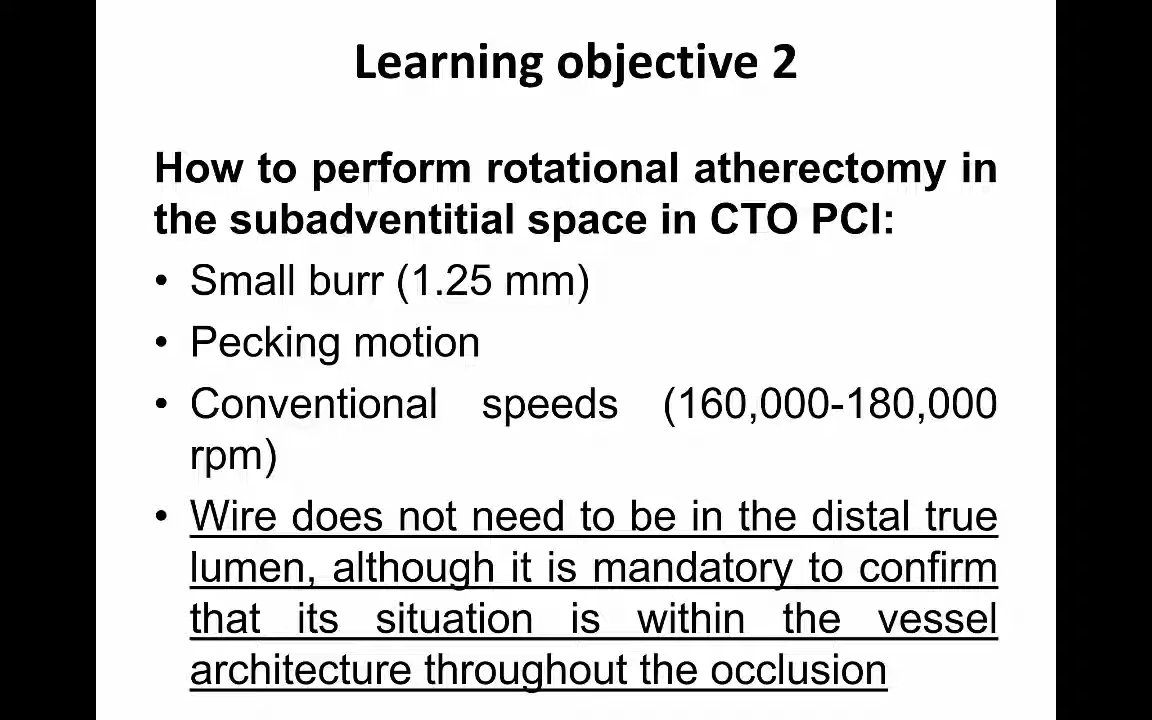 Learning objective 2
How to perform rotational atherectomy in
the subadventitial space in CTO PCI:
• Small burr (1.25 mm)
• Pecking motion
• Conventional speeds (160,000-180,000
rpm)
• Wire does not need to be in the distal true
lumen, although it is mandatory to confirm
that its situation is within the vessel
architecture throughout the occlusion